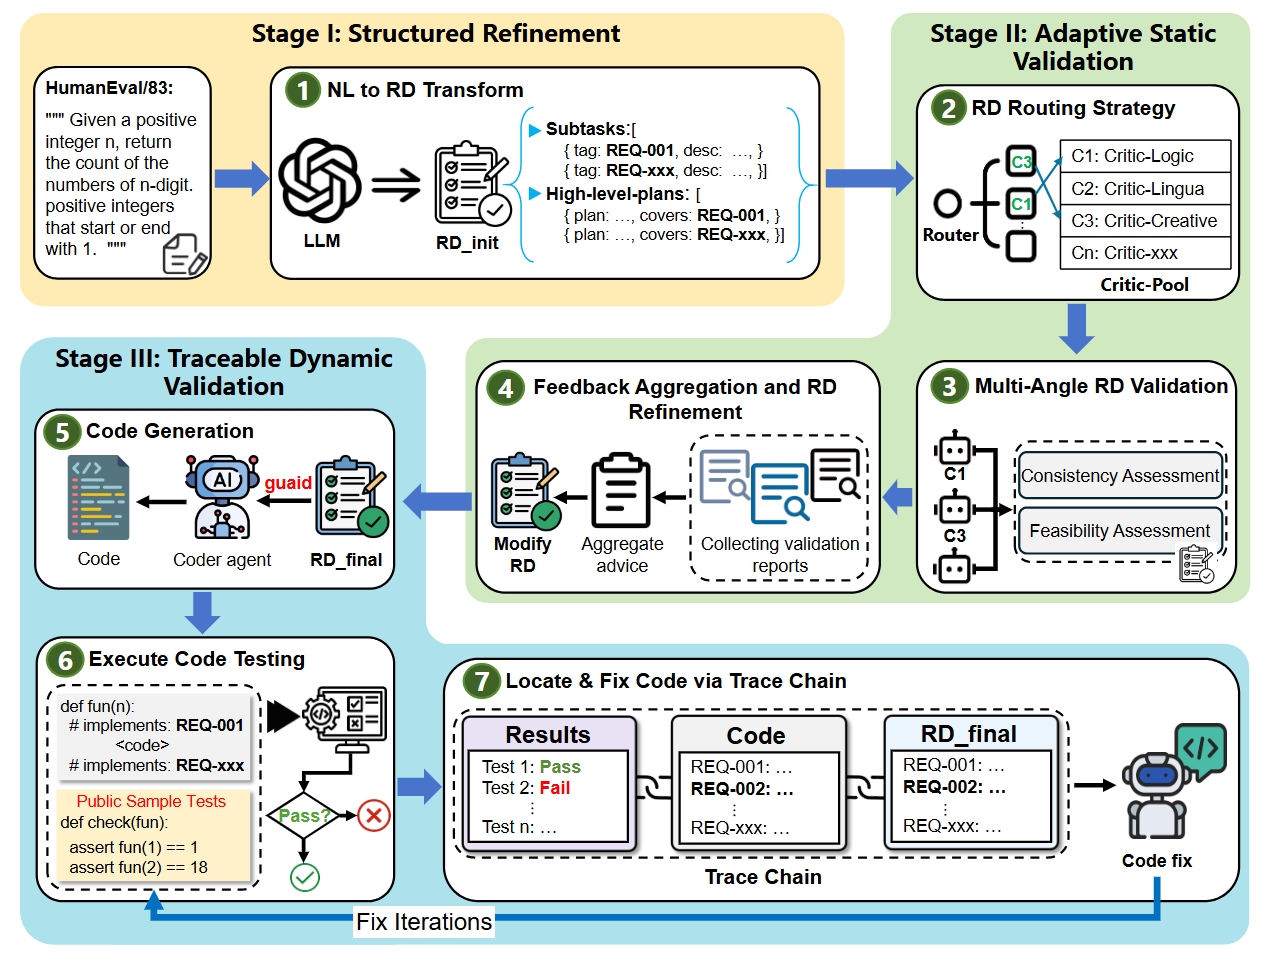 Stage I: Structured Refinement
HumanEval/83:
""" Given a positive
integer n, return
the count of the
numbers of n-digit.
positive integers
that start or end
with 1. """
1 NL to RD Transform
LLM
RD_init
Subtasks:[
{ tag: REQ-001, desc: ..., }
{ tag: REQ-xxx, desc: ..., }]
High-level-plans: [
{ plan: ..., covers: REQ-001, }
{ plan: ..., covers: REQ-xxx, }]
Stage II: Adaptive Static
Validation
2 RD Routing Strategy
Router
C3
C1
⋮
C1: Critic-Logic
C2: Critic-Lingua
C3: Critic-Creative
Cn: Critic-xxx
Critic-Pool
3 Multi-Angle RD Validation
C1
C3
Consistency Assessment
Feasibility Assessment
4 Feedback Aggregation and RD
Refinement
Modify
RD
Aggregate
advice
Collecting validation
reports
Stage III: Traceable Dynamic
Validation
5 Code Generation
Code
AI
Coder agent
guaid
RD_final
6 Execute Code Testing
def fun(n):
# implements: REQ-001
<code>
# implements: REQ-xxx
Public Sample Tests
def check(fun):
assert fun(1) == 1
assert fun(2) == 18
Pass?
7 Locate & Fix Code via Trace Chain
Results
Test 1: Pass
Test 2: Fail
⋮
Test n: ...
Code
REQ-001: ...
REQ-002: ...
⋮
REQ-xxx: ...
RD_final
REQ-001: ...
REQ-002: ...
⋮
REQ-xxx: ...
Trace Chain
Code fix
Fix Iterations